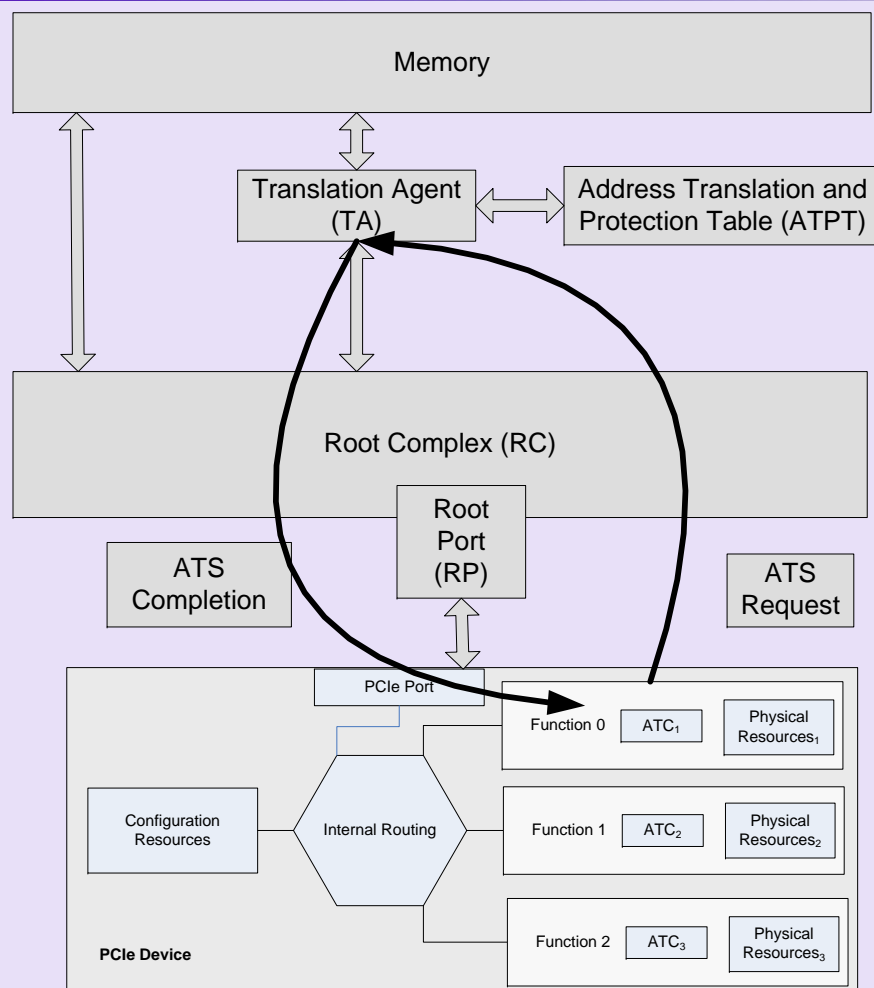 Memory
Translation Agent
(TA)
Address Translation and
Protection Table (ATPT)
Root Complex (RC)
Root
Port
(RP)
ATS
Completion
ATS
Request
PCIe Port
Function 0
ATC₁
Physical
Resources₁
Configuration
Resources
Internal Routing
Function 1
ATC₂
Physical
Resources₂
Function 2
ATC₃
Physical
Resources₃
PCIe Device